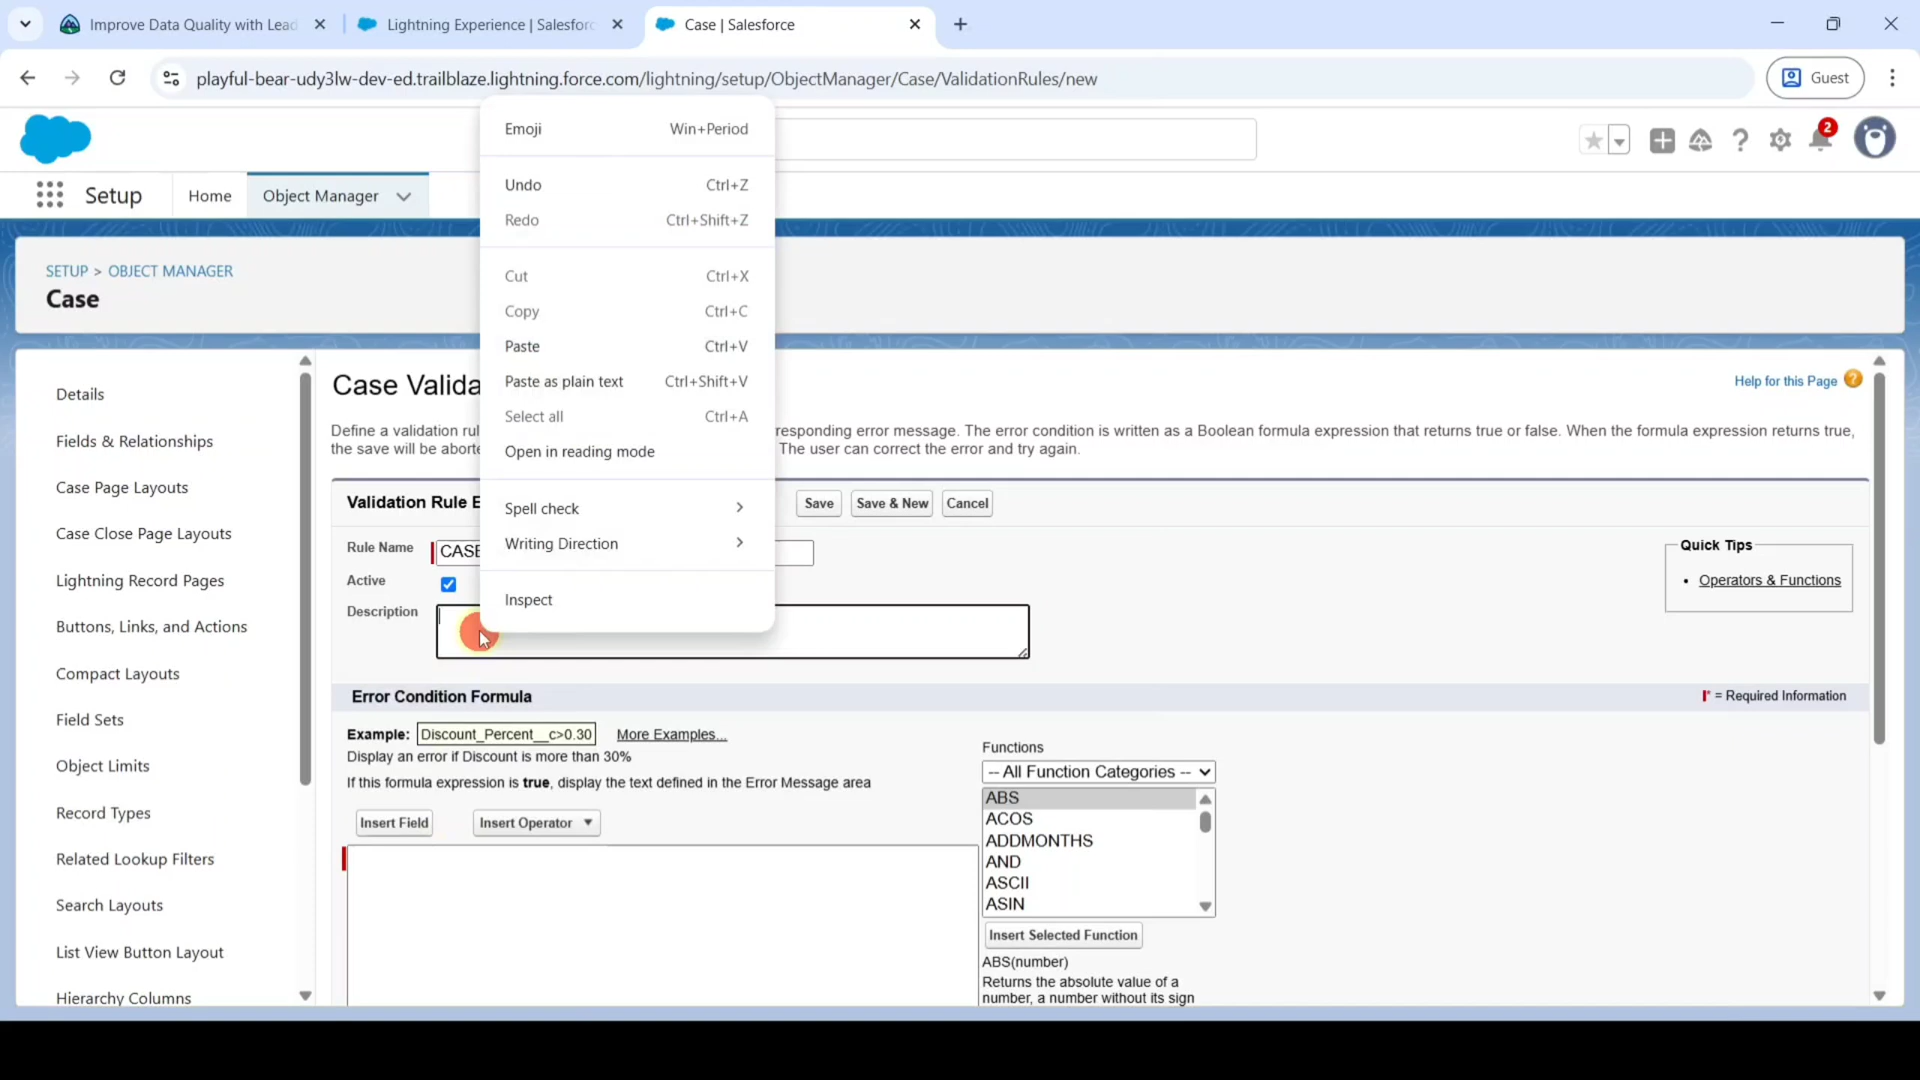 Improve Data Quality with Lead
Lightning Experience | Salesforc
Case | Salesforce
playful-bear-udy3lw-dev-ed.trailblaze.lightning.force.com/lightning/setup/ObjectManager/Case/ValidationRules/new
Guest
2
Setup
Home
Object Manager
SETUP > OBJECT MANAGER
Case
Emoji Win+Period
Undo Ctrl+Z
Redo Ctrl+Shift+Z
Cut Ctrl+X
Copy Ctrl+C
Paste Ctrl+V
Paste as plain text Ctrl+Shift+V
Select all Ctrl+A
Open in reading mode
Spell check
Writing Direction
Inspect
Details
Fields & Relationships
Case Page Layouts
Case Close Page Layouts
Lightning Record Pages
Buttons, Links, and Actions
Compact Layouts
Field Sets
Object Limits
Record Types
Related Lookup Filters
Search Layouts
List View Button Layout
Hierarchy Columns
Case Valida
Help for this Page
Define a validation rul responding error message. The error condition is written as a Boolean formula expression that returns true or false. When the formula expression returns true,
the save will be aborte The user can correct the error and try again.
Validation Rule E
Save
Save & New
Cancel
Rule Name CASE
Active
Description
Quick Tips
• Operators & Functions
Error Condition Formula
= Required Information
Example: Discount_Percent__c>0.30 More Examples...
Display an error if Discount is more than 30%
If this formula expression is true, display the text defined in the Error Message area
Insert Field
Insert Operator
Functions
-- All Function Categories --
ABS
ACOS
ADDMONTHS
AND
ASCII
ASIN
Insert Selected Function
ABS(number)
Returns the absolute value of a
number, a number without its sign